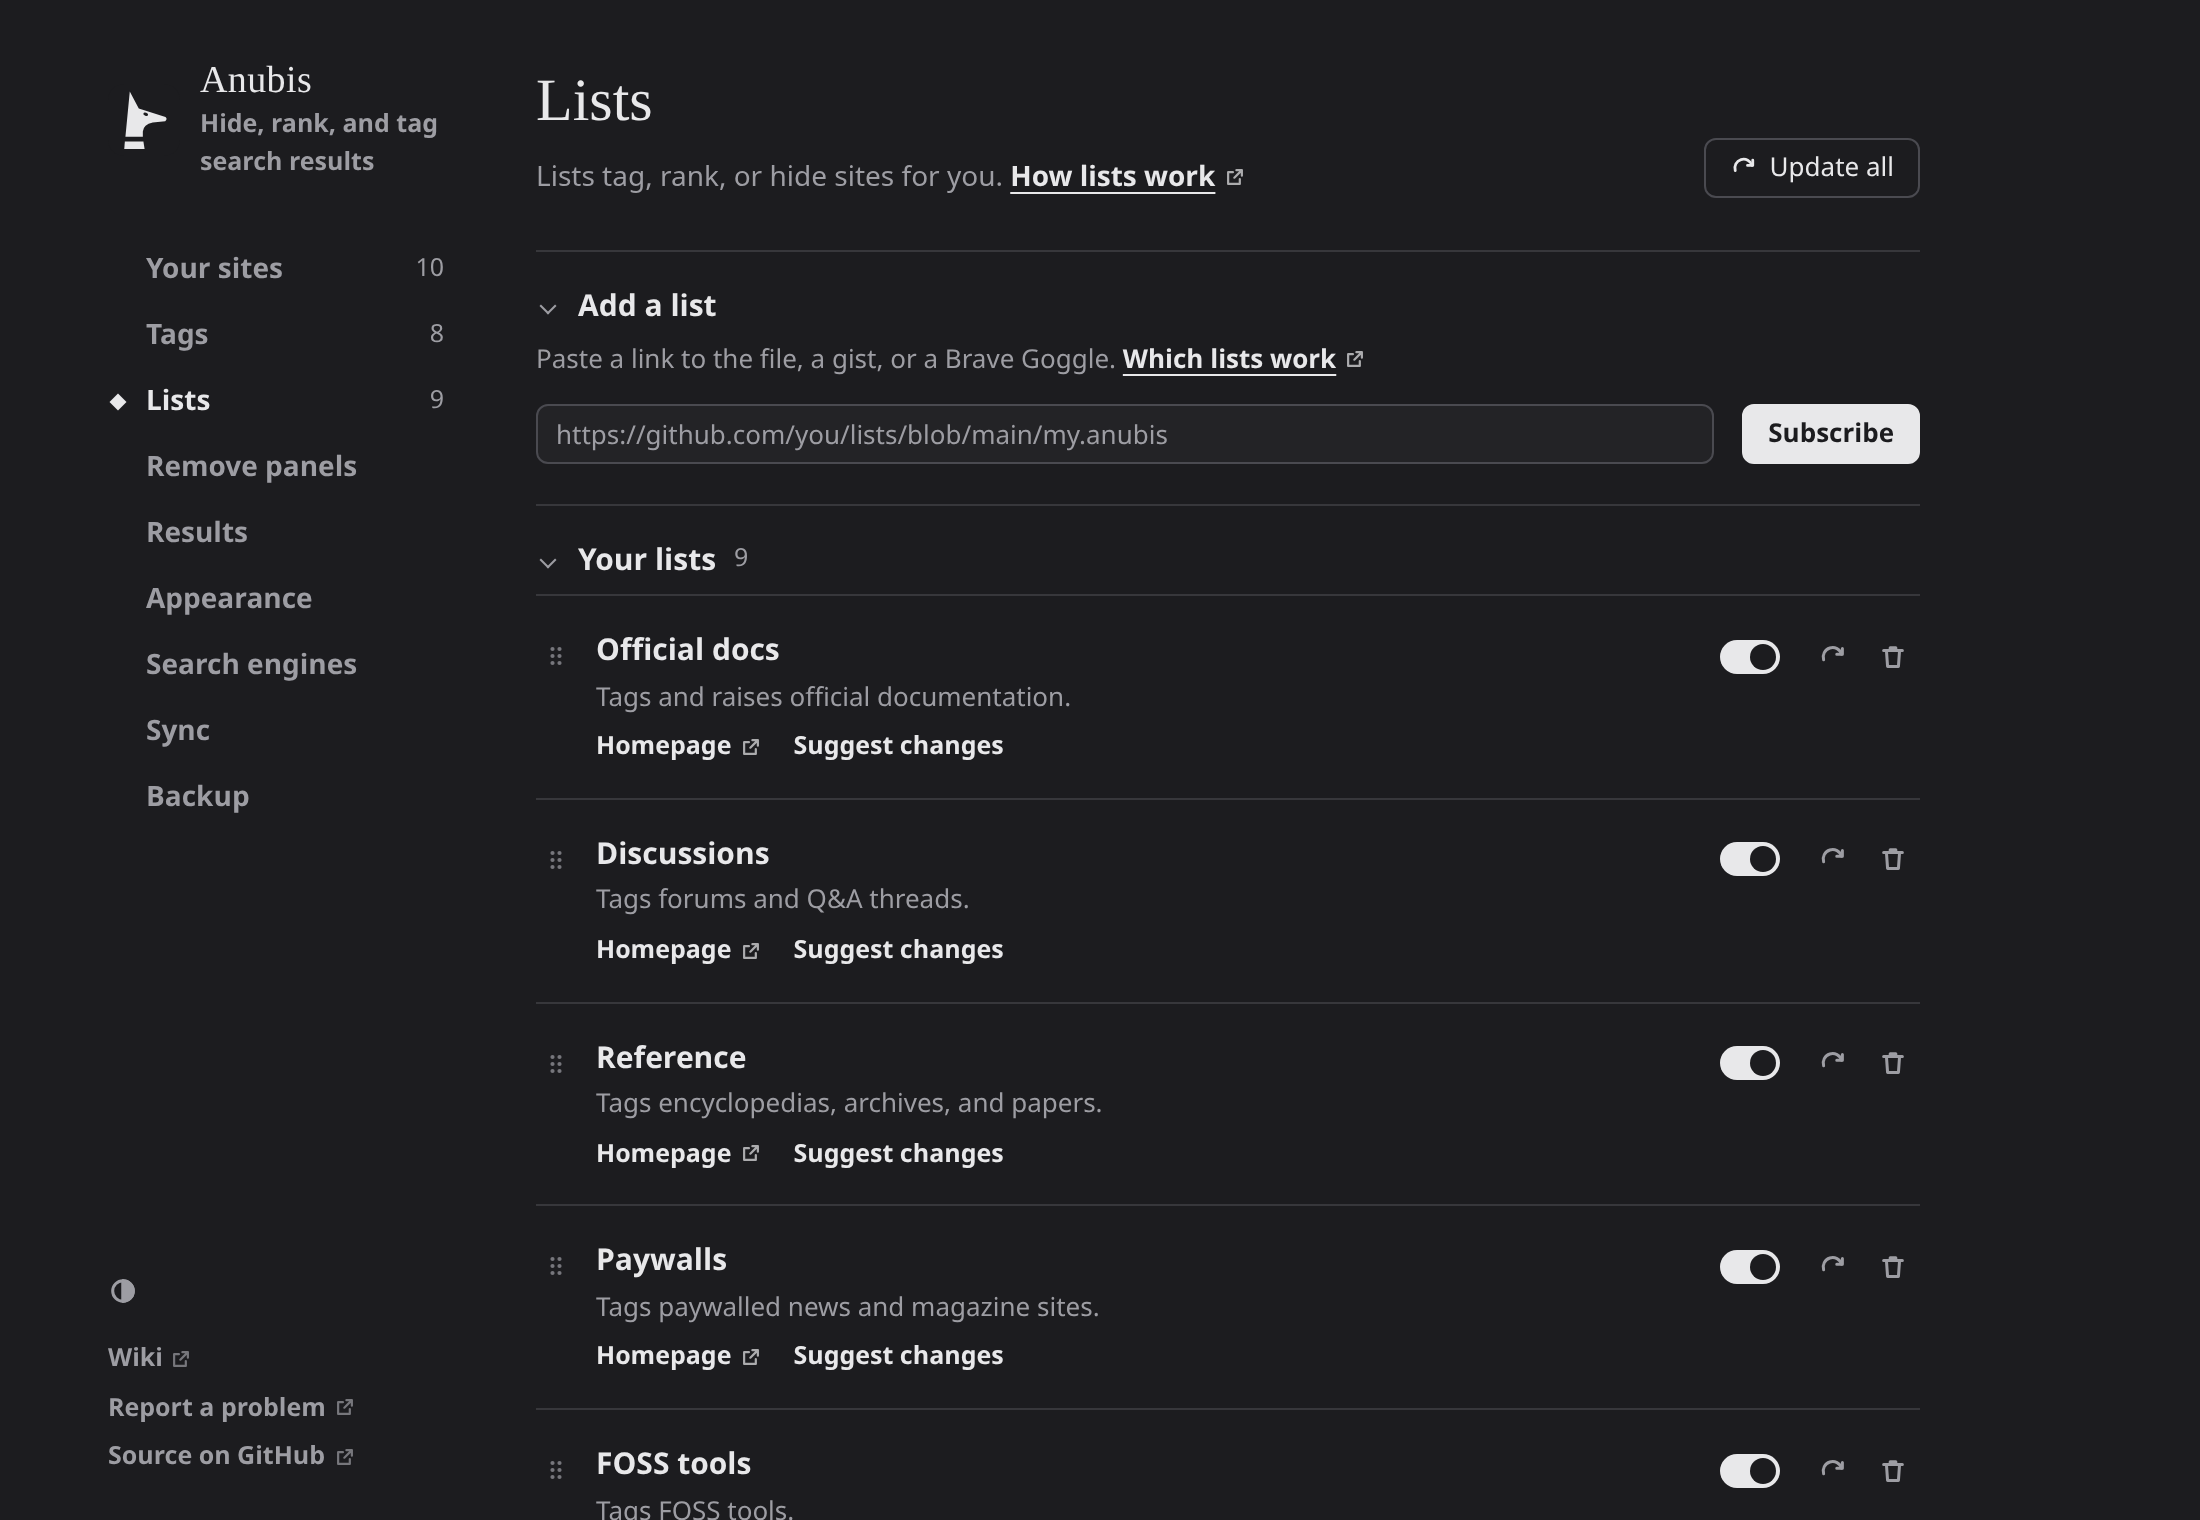 Anubis
Hide, rank, and tag
search results
Your sites 10
Tags 8
Lists 9
Remove panels
Results
Appearance
Search engines
Sync
Backup
Wiki
Report a problem
Source on GitHub
Lists
Lists tag, rank, or hide sites for you. How lists work
Update all
Add a list
Paste a link to the file, a gist, or a Brave Goggle. Which lists work
https://github.com/you/lists/blob/main/my.anubis
Subscribe
Your lists 9
Official docs
Tags and raises official documentation.
Homepage Suggest changes
Discussions
Tags forums and Q&A threads.
Homepage Suggest changes
Reference
Tags encyclopedias, archives, and papers.
Homepage Suggest changes
Paywalls
Tags paywalled news and magazine sites.
Homepage Suggest changes
FOSS tools
Tags FOSS tools.